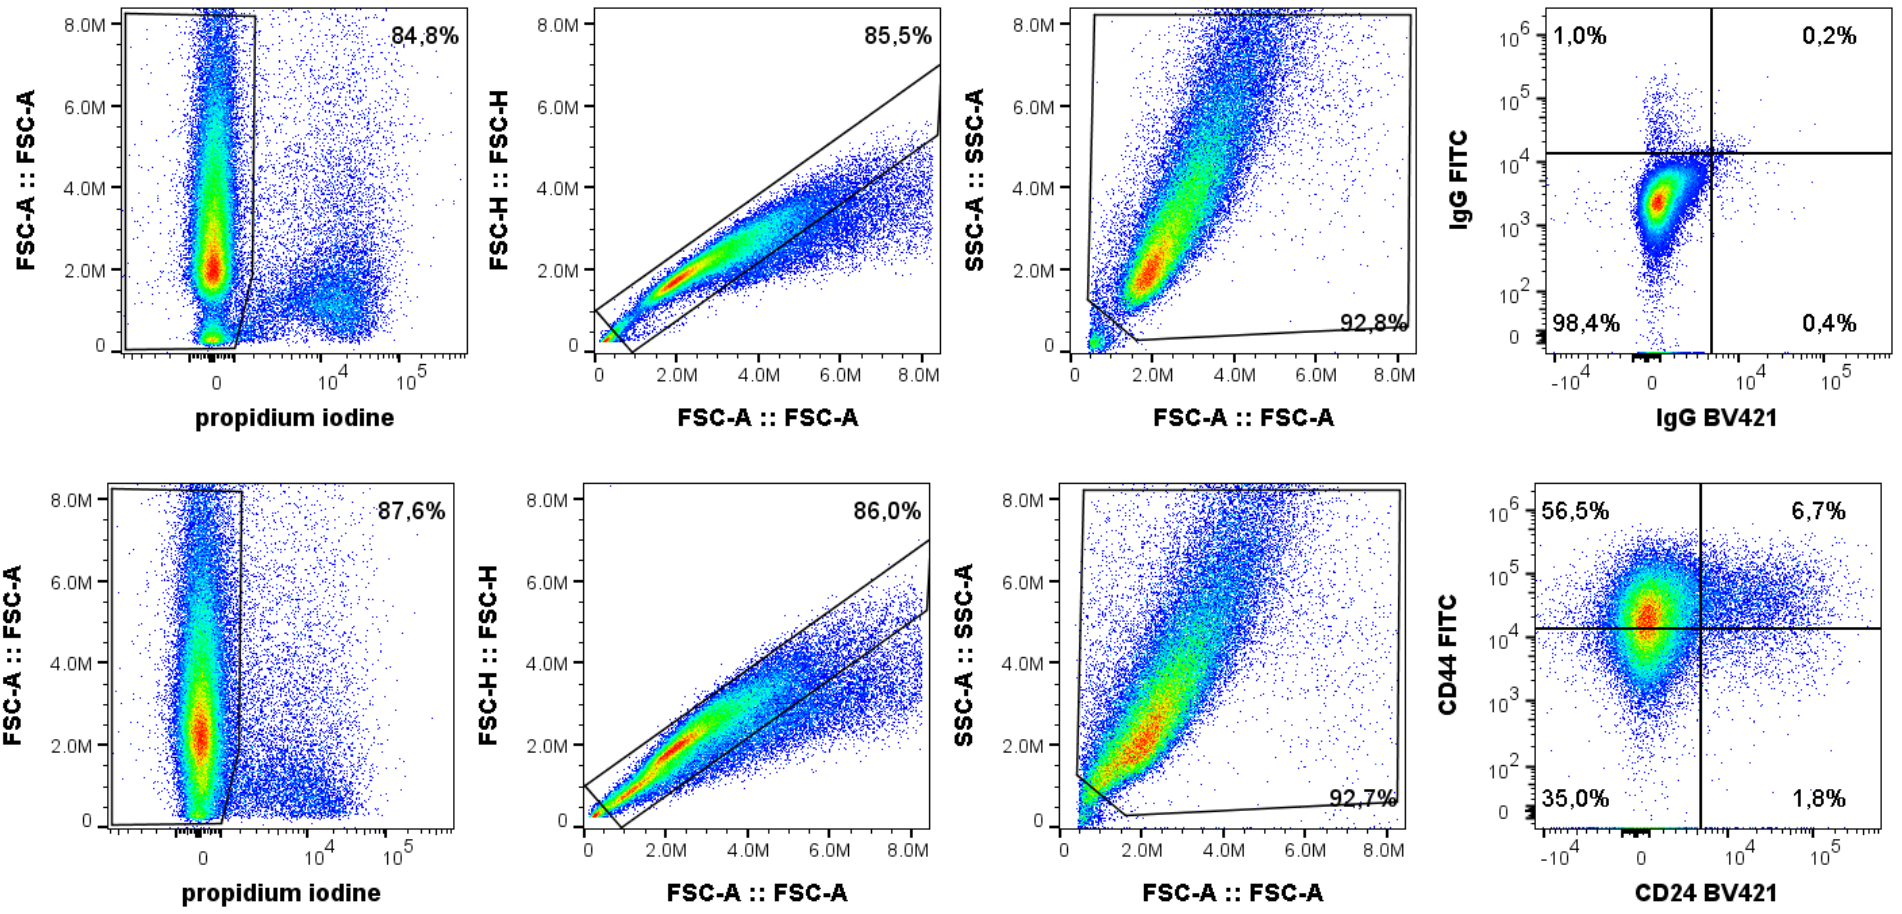 84,8%
FSC-A :: FSC-A
8.0M
6.0M
4.0M
2.0M
0
0
10^4
10^5
propidium iodine
85,5%
FSC-H :: FSC-H
8.0M
6.0M
4.0M
2.0M
0
0
2.0M
4.0M
6.0M
8.0M
FSC-A :: FSC-A
SSC-A :: SSC-A
8.0M
6.0M
4.0M
2.0M
0
92,8%
0
2.0M
4.0M
6.0M
8.0M
FSC-A :: FSC-A
1,0%
0,2%
IgG FITC
10^6
10^5
10^4
10^3
10^2
0
98,4%
0,4%
-10^4
0
10^4
10^5
IgG BV421
87,6%
FSC-A :: FSC-A
8.0M
6.0M
4.0M
2.0M
0
0
10^4
10^5
propidium iodine
86,0%
FSC-H :: FSC-H
8.0M
6.0M
4.0M
2.0M
0
0
2.0M
4.0M
6.0M
8.0M
FSC-A :: FSC-A
SSC-A :: SSC-A
8.0M
6.0M
4.0M
2.0M
0
92,7%
0
2.0M
4.0M
6.0M
8.0M
FSC-A :: FSC-A
56,5%
6,7%
CD44 FITC
10^6
10^5
10^4
10^3
10^2
0
35,0%
1,8%
-10^4
0
10^4
10^5
CD24 BV421